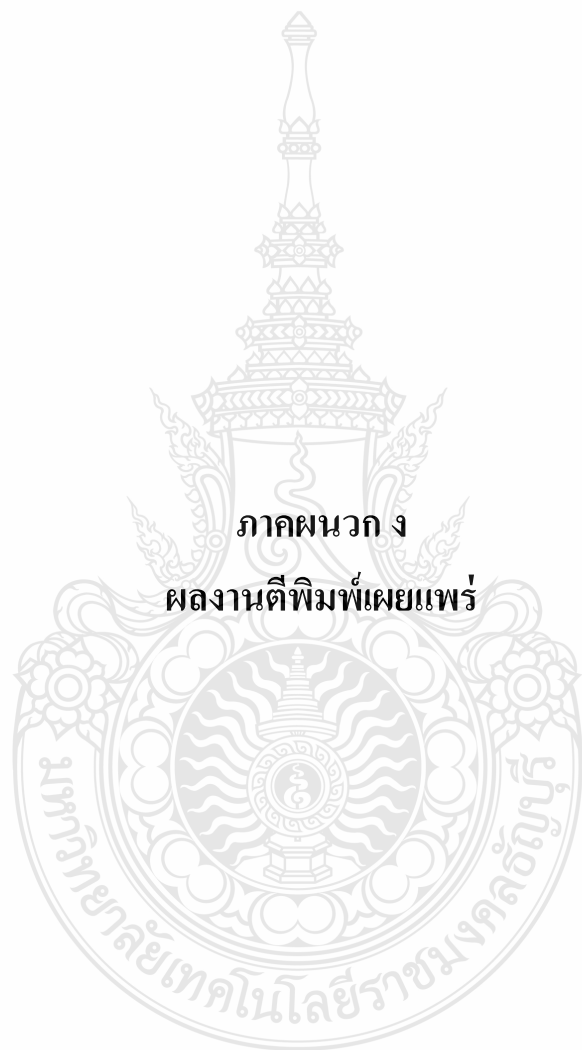 ภาคผนวก ง
ผลงานตีพิมพ์เผยแพร่
มหาวิทยาลัยเทคโนโลยีราชมงคลธัญบุรี